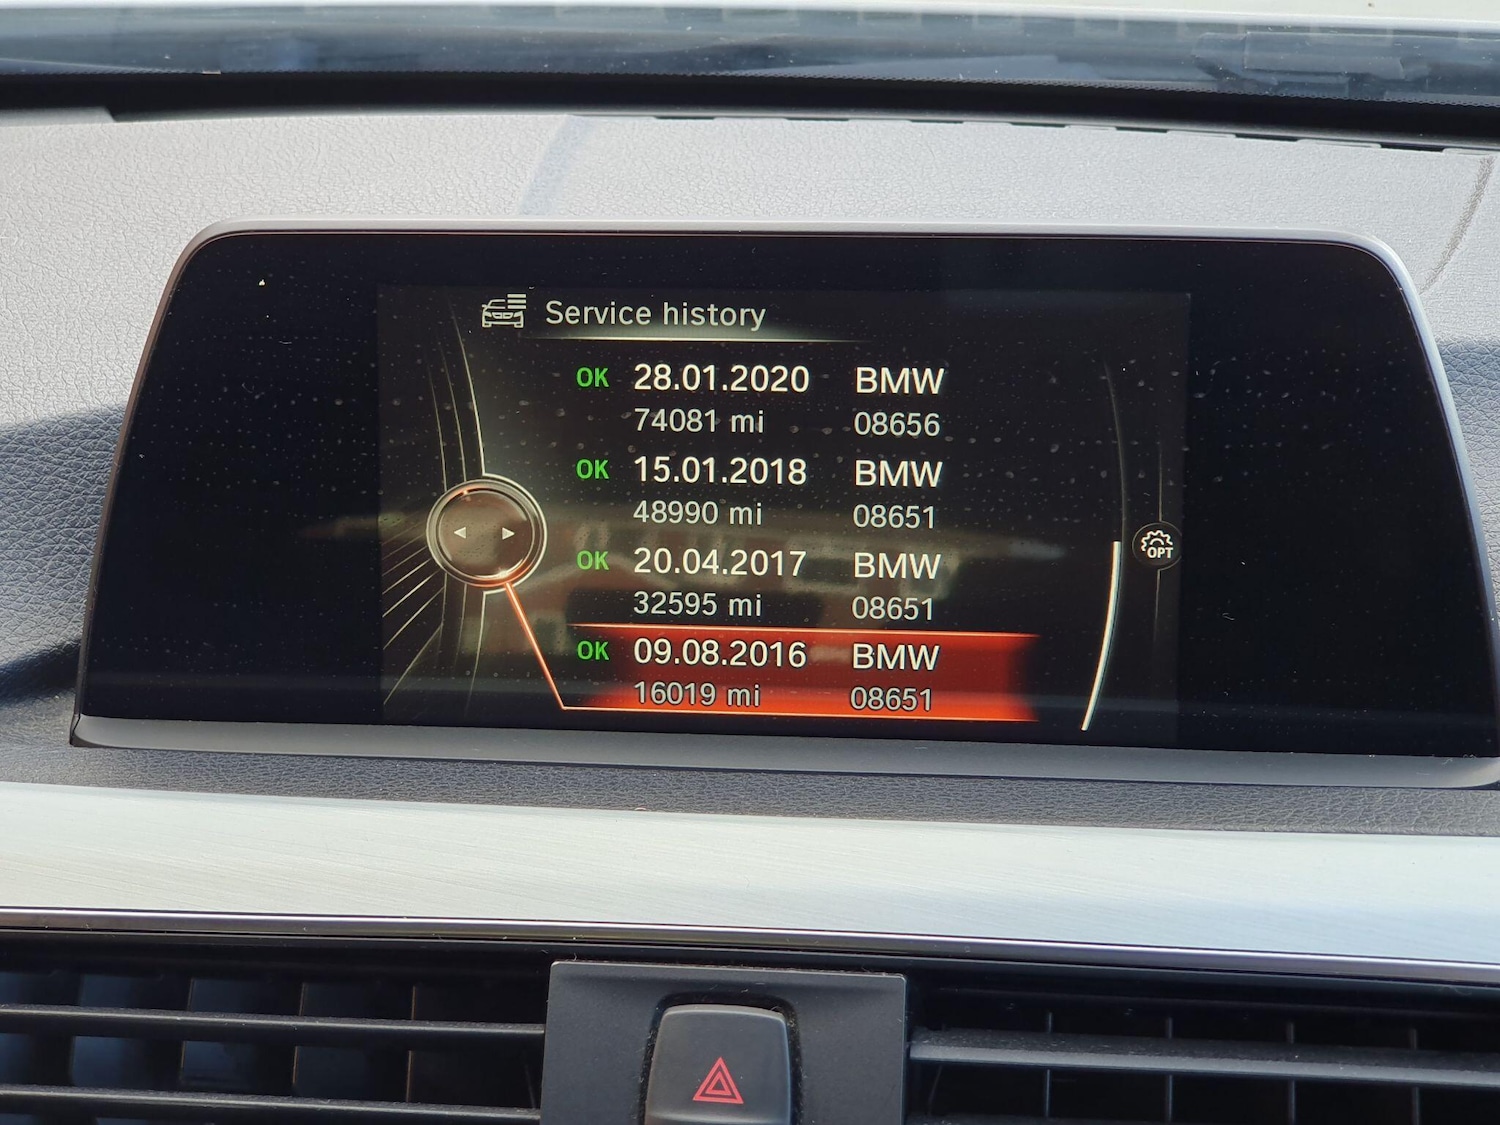 Service history
OK 28.01.2020 BMW
74081 mi 08656
OK 15.01.2018 BMW
48990 mi 08651
OPT
OK 20.04.2017 BMW
32595 mi 08651
OK 09.08.2016 BMW
16019 mi 08651